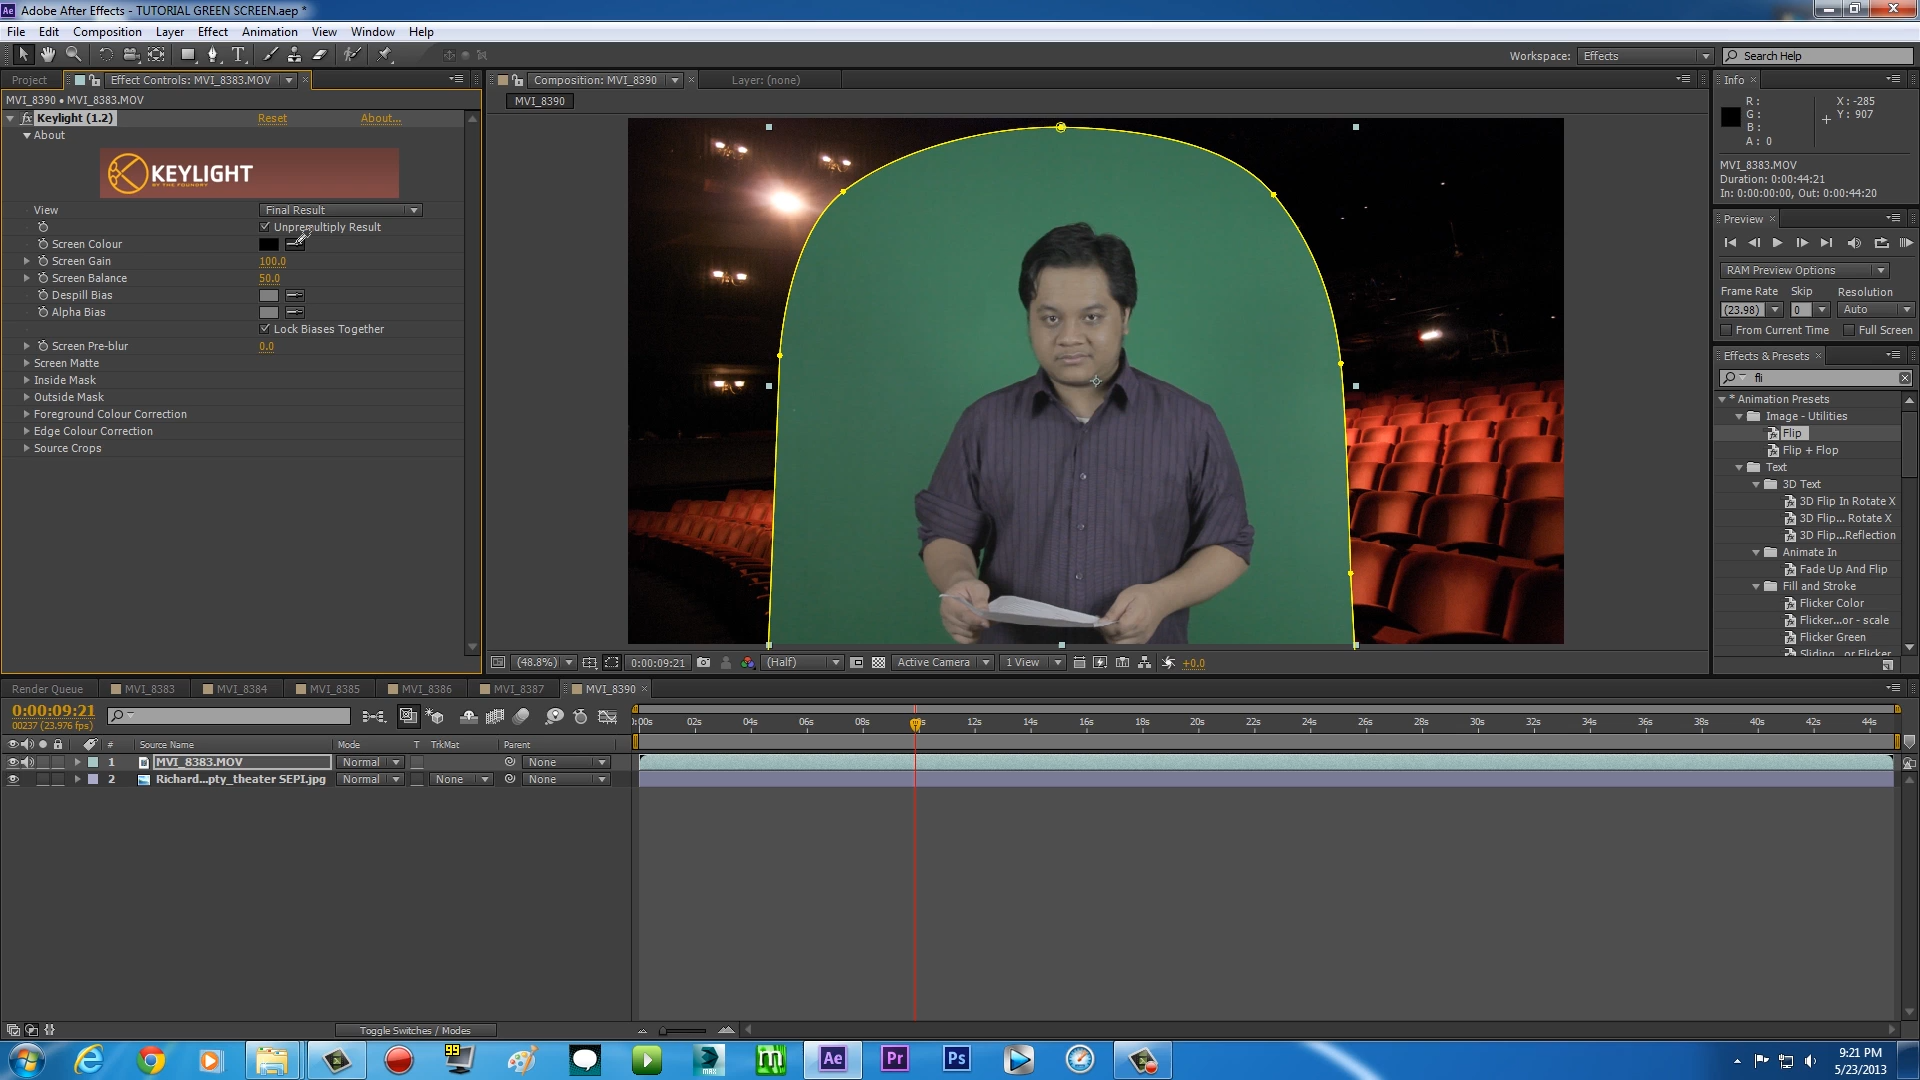 Adobe After Effects - TUTORIAL GREEN SCREEN.aep *
File Edit Composition Layer Effect Animation View Window Help
Workspace: Effects Search Help
Project Effect Controls: MVI_8383.MOV
MVI_8390 • MVI_8383.MOV
fx Keylight (1.2) Reset About...
About
KEYLIGHT
BY THE FOUNDRY
View Final Result
Unpremultiply Result
Screen Colour
Screen Gain 100.0
Screen Balance 50.0
Despill Bias
Alpha Bias
Lock Biases Together
Screen Pre-blur 0.0
Screen Matte
Inside Mask
Outside Mask
Foreground Colour Correction
Edge Colour Correction
Source Crops
Composition: MVI_8390 Layer: (none)
MVI_8390
(48.8%) 0:00:09:21 (Half) Active Camera 1 View +0.0
Info
R: X: -285
G: Y: 907
B:
A: 0
MVI_8383.MOV
Duration: 0:00:44:21
In: 0:00:00:00, Out: 0:00:44:20
Preview
RAM Preview Options
Frame Rate Skip Resolution
(23.98) 0 Auto
From Current Time Full Screen
Effects & Presets
fli
* Animation Presets
Image - Utilities
Flip
Flip + Flop
Text
3D Text
3D Flip In Rotate X
3D Flip... Rotate X
3D Flip...Reflection
Animate In
Fade Up And Flip
Fill and Stroke
Flicker Color
Flicker...or - scale
Flicker Green
Sliding...or Flicker
Render Queue MVI_8383 MVI_8384 MVI_8385 MVI_8386 MVI_8387 MVI_8390
0:00:09:21
00237 (23.976 fps)
:00s 02s 04s 06s 08s 12s 14s 16s 18s 20s 22s 24s 26s 28s 30s 32s 34s 36s 38s 40s 42s 44s
# Source Name Mode T TrkMat Parent
1 MVI_8383.MOV Normal None
2 Richard...pty_theater SEPI.jpg Normal None None
Toggle Switches / Modes
99
MAX
Ae Pr Ps
9:21 PM
5/23/2013